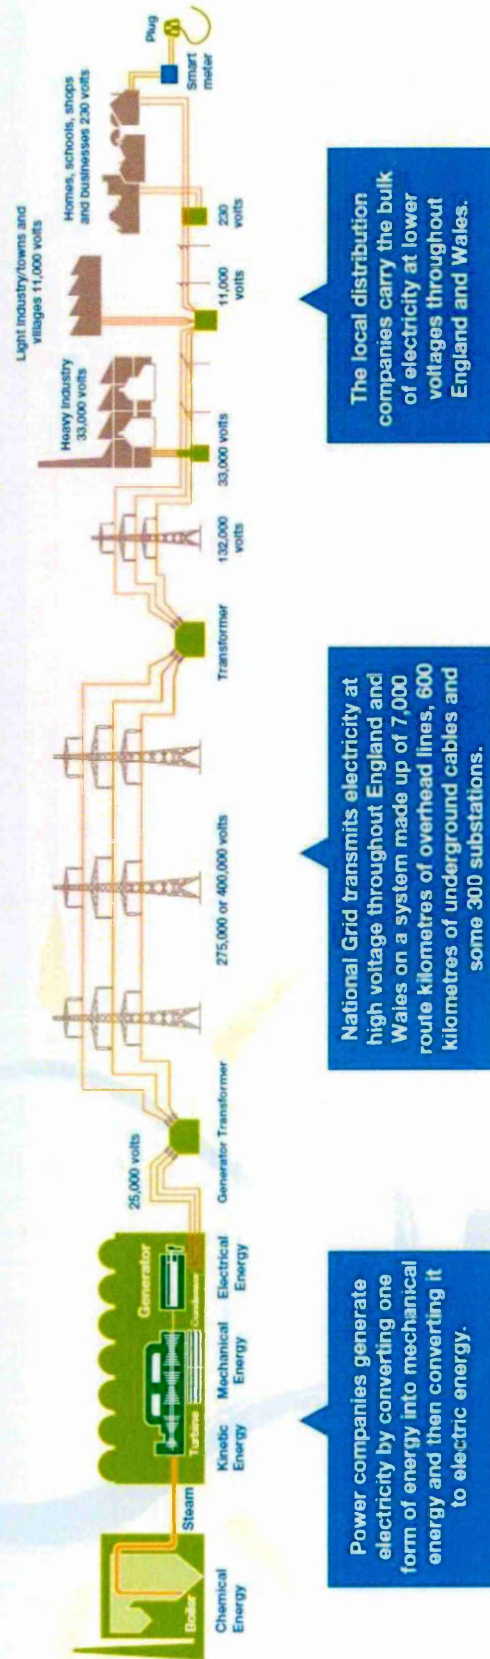 Boiler
Chemical
Energy
Steam
Turbine
Generator
Condensor
Kinetic
Energy
Mechanical
Energy
Electrical
Energy
25,000 volts
Generator Transformer
275,000 or 400,000 volts
Transformer
132,000
volts
Heavy Industry
33,000 volts
33,000 volts
Light Industry/towns and
villages 11,000 volts
11,000
volts
Homes, schools, shops
and businesses 230 volts
230
volts
Plug
Smart
meter
Power companies generate
electricity by converting one
form of energy into mechanical
energy and then converting it
to electric energy.
National Grid transmits electricity at
high voltage throughout England and
Wales on a system made up of 7,000
route kilometres of overhead lines, 600
kilometres of underground cables and
some 300 substations.
The local distribution
companies carry the bulk
of electricity at lower
voltages throughout
England and Wales.